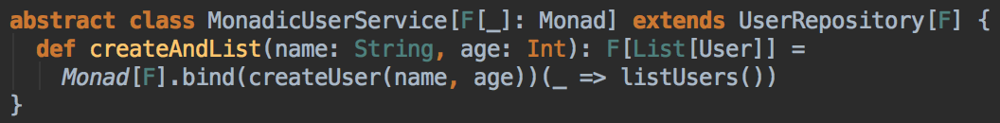 abstract class MonadicUserService[F[_]: Monad] extends UserRepository[F] {
  def createAndList(name: String, age: Int): F[List[User]] =
    Monad[F].bind(createUser(name, age))(_ => listUsers())
}